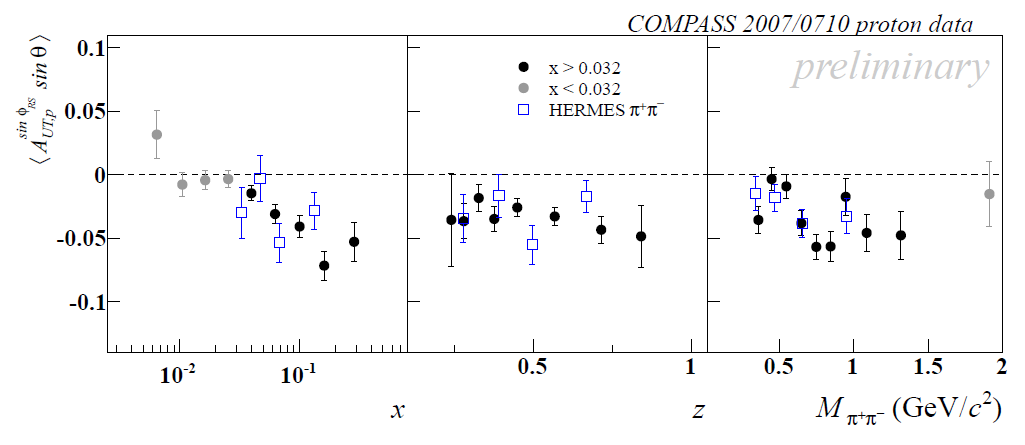 COMPASS 2007/0710 proton data
preliminary
⟨ A_{UT,p}^{sin ϕ_{RS}} sin θ ⟩
0.1
0.05
0
-0.05
-0.1
x > 0.032
x < 0.032
HERMES π⁺π⁻
10⁻² 10⁻¹
0.5 1
0.5 1 1.5 2
x
z
M_{π⁺π⁻} (GeV/c²)